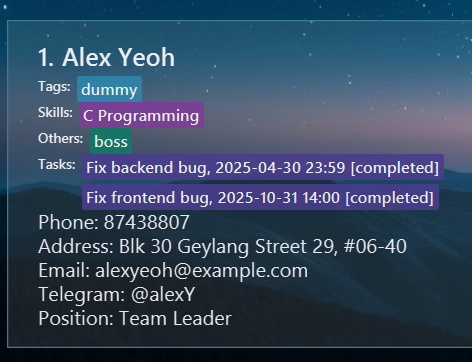 1. Alex Yeoh
Tags: dummy
Skills: C Programming
Others: boss
Tasks: Fix backend bug, 2025-04-30 23:59 [completed]
Fix frontend bug, 2025-10-31 14:00 [completed]
Phone: 87438807
Address: Blk 30 Geylang Street 29, #06-40
Email: alexyeoh@example.com
Telegram: @alexY
Position: Team Leader